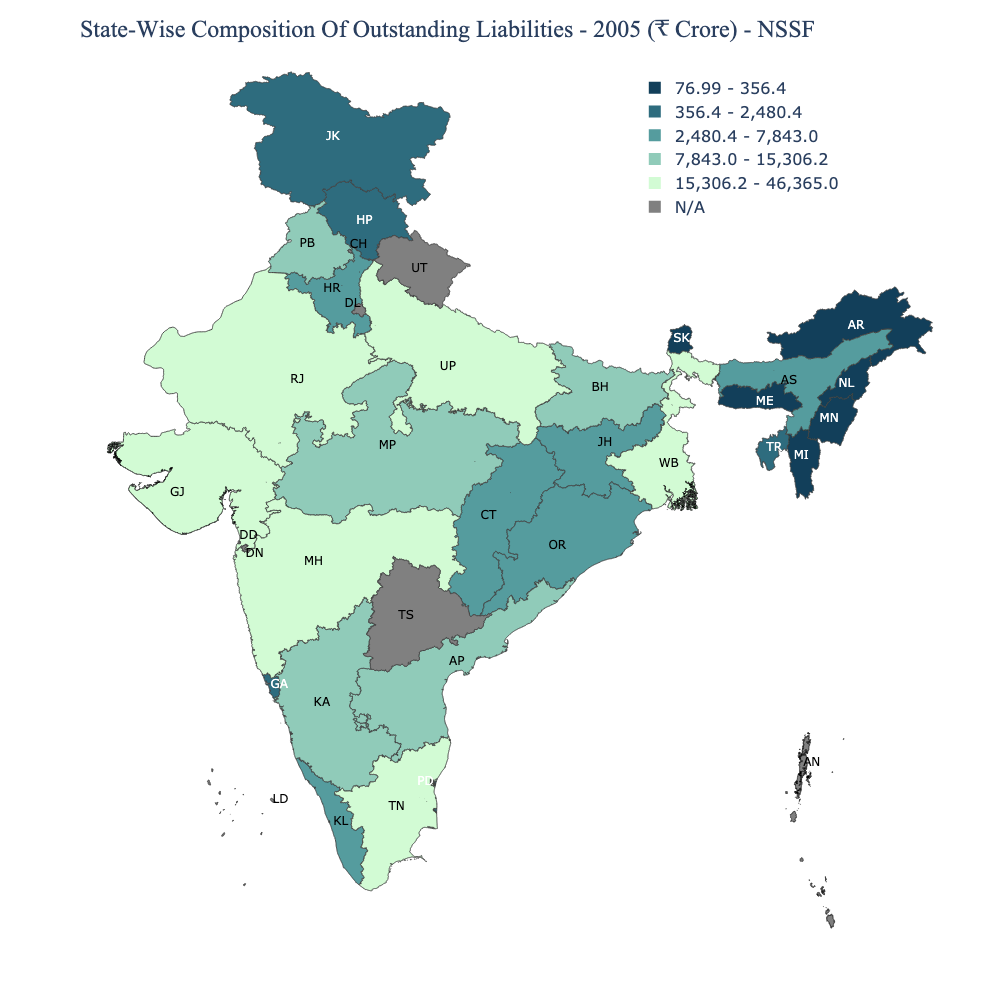 State-Wise Composition Of Outstanding Liabilities - 2005 (₹ Crore) - NSSF
76.99 - 356.4
356.4 - 2,480.4
2,480.4 - 7,843.0
7,843.0 - 15,306.2
15,306.2 - 46,365.0
N/A
JK
HP
PB
CH
UT
HR
DL
SK
AR
UP
RJ
AS
NL
BH
ME
MN
JH
MP
TR
MI
WB
GJ
CT
DD
OR
DN
MH
TS
AP
GA
KA
AN
PD
LD
TN
KL